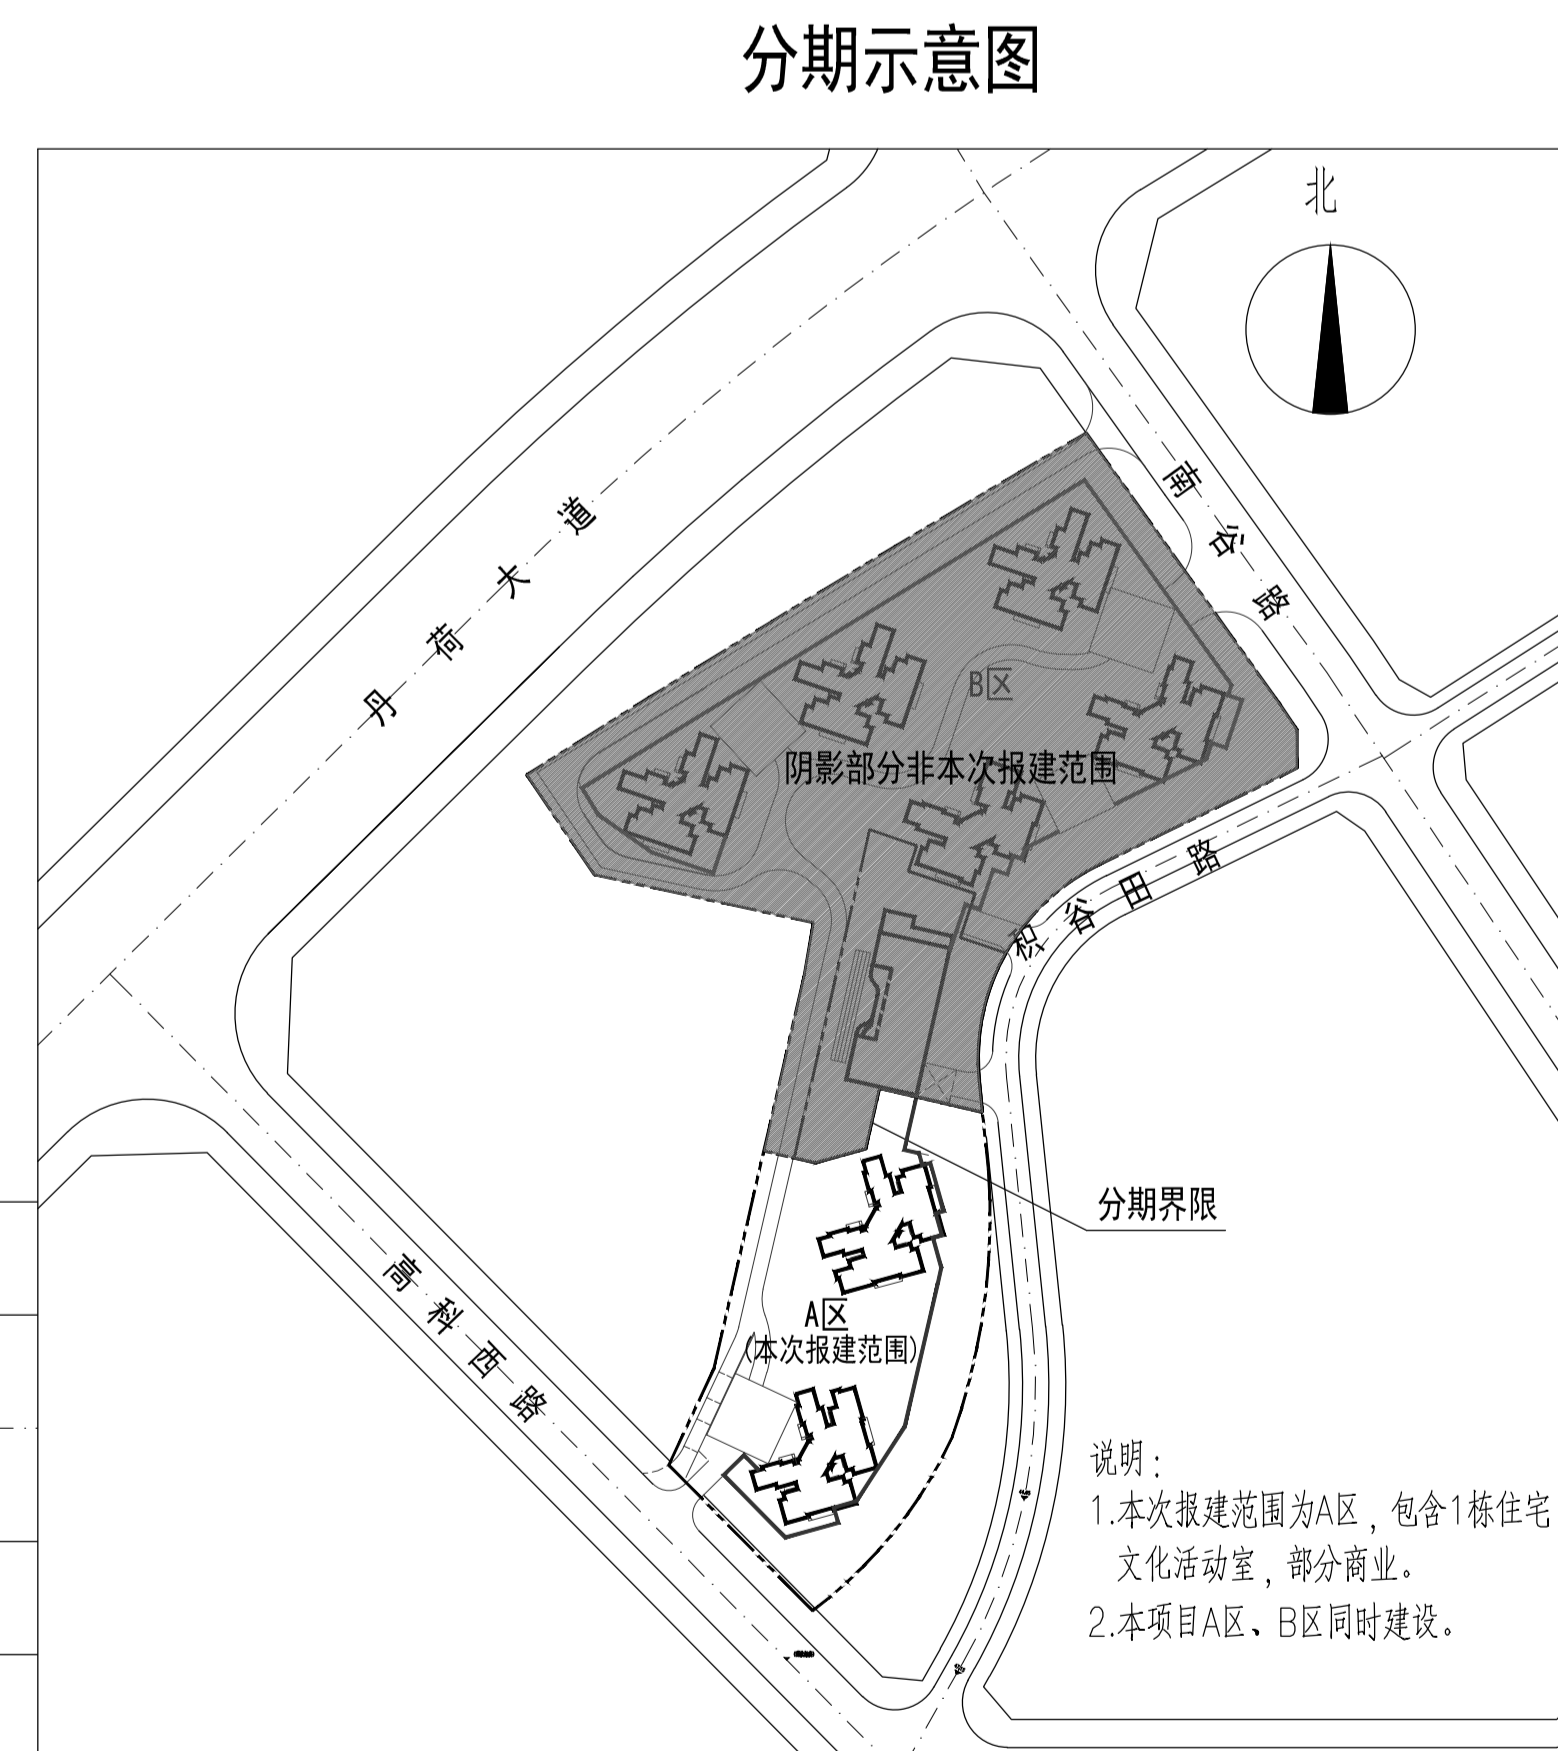 分期示意图
北
丹荷大道
南谷路
B区
阴影部分非本次报建范围
积谷田路
分期界限
A区
(本次报建范围)
高科西路
说明：
1.本次报建范围为A区，包含1栋住宅
文化活动室，部分商业。
2.本项目A区、B区同时建设。